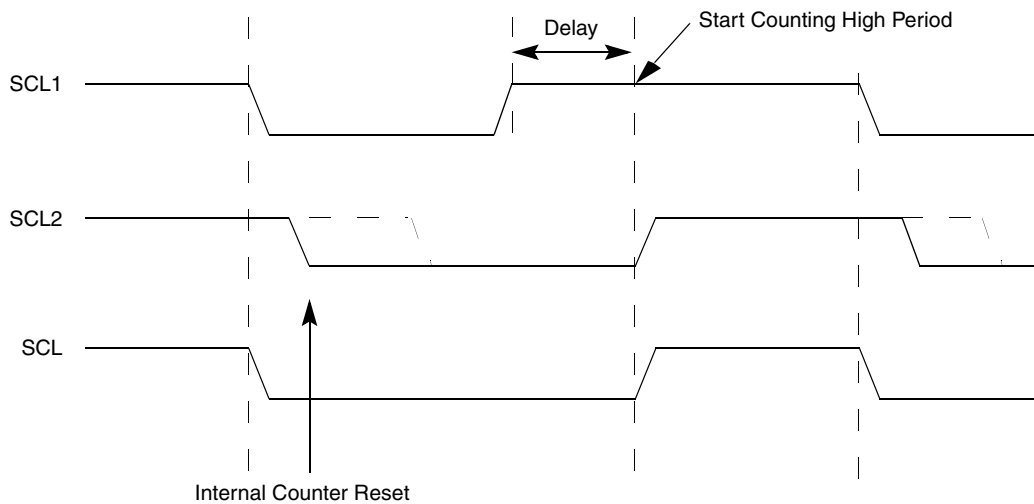 Delay
Start Counting High Period
SCL1
SCL2
SCL
Internal Counter Reset